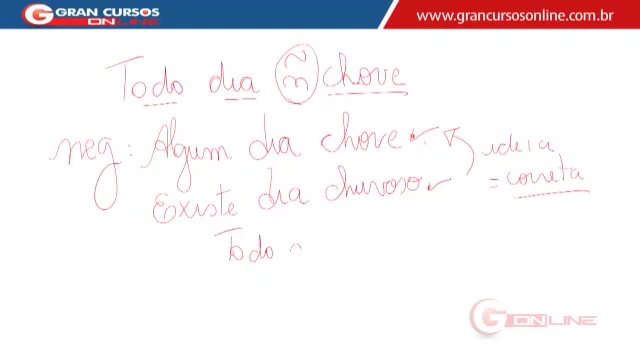 GRAN CURSOS
ONLINE
www.grancursosonline.com.br
Todo dia ñ chove
neg: Algum dia chove
ideia
Existe dia chuvoso
= correta
Todo
G ONLINE